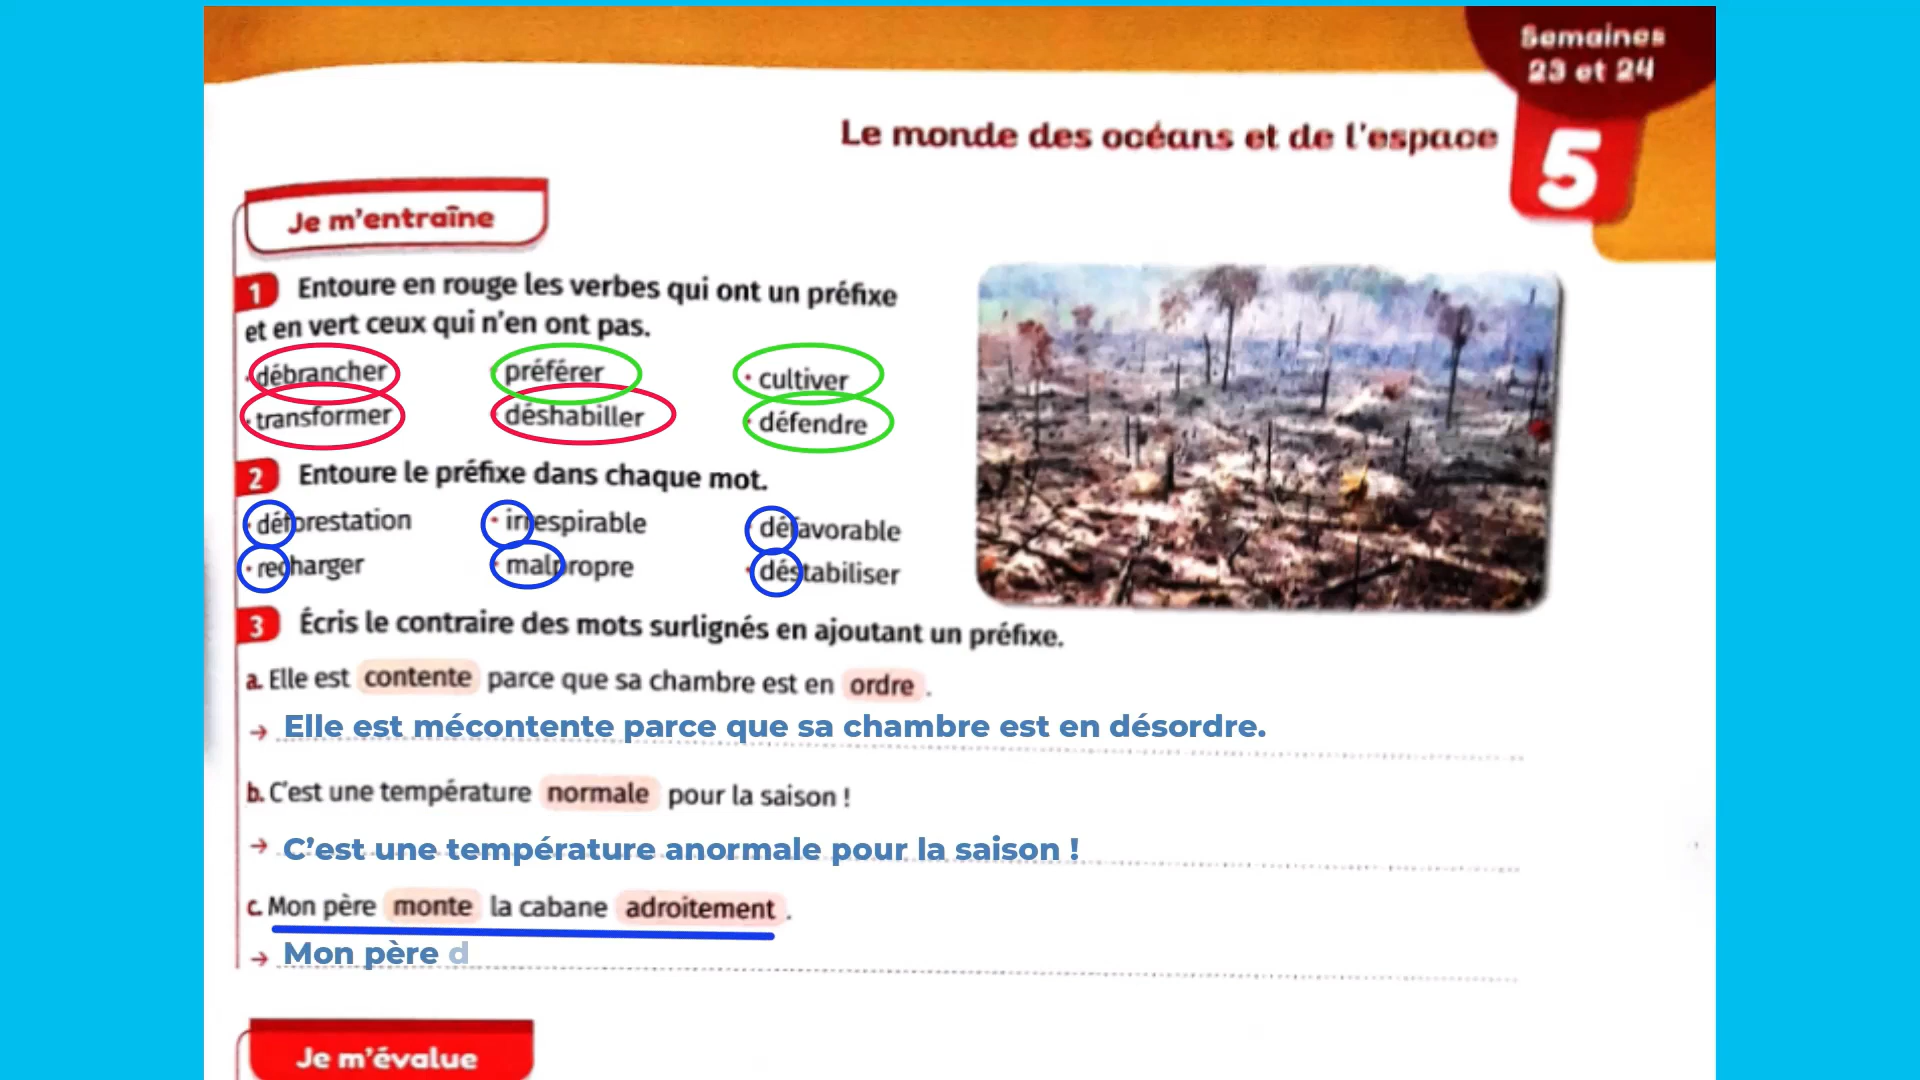 Semaines
23 et 24
Le monde des océans et de l'espace
5
Je m'entraîne
1 Entoure en rouge les verbes qui ont un préfixe
et en vert ceux qui n'en ont pas.
• débrancher • préférer • cultiver
• transformer • déshabiller • défendre
2 Entoure le préfixe dans chaque mot.
• déforestation • irrespirable • défavorable
• recharger • malpropre • déstabiliser
3 Écris le contraire des mots surlignés en ajoutant un préfixe.
a. Elle est contente parce que sa chambre est en ordre .
→ Elle est mécontente parce que sa chambre est en désordre.
b. C'est une température normale pour la saison !
→ C'est une température anormale pour la saison !
c. Mon père monte la cabane adroitement .
→ Mon père d
Je m'évalue